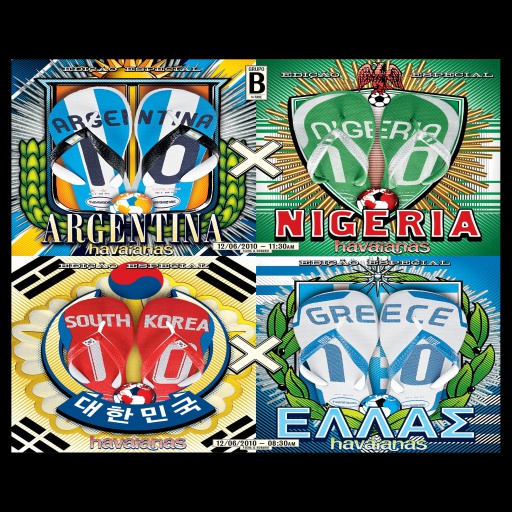 EDIÇÃO ESPECIAL
GRUPO
B
ARGENTINA
10
ARGENTINA
havaianas
12/06/2010 – 11:30AM
EDIÇÃO ESPECIAL
NIGERIA
10
NIGERIA
havaianas
EDIÇÃO ESPECIAL
SOUTH KOREA
10
대한민국
havaianas
12/06/2010 – 08:30AM
EDIÇÃO ESPECIAL
GREECE
10
ΕΛΛΑΣ
havaianas